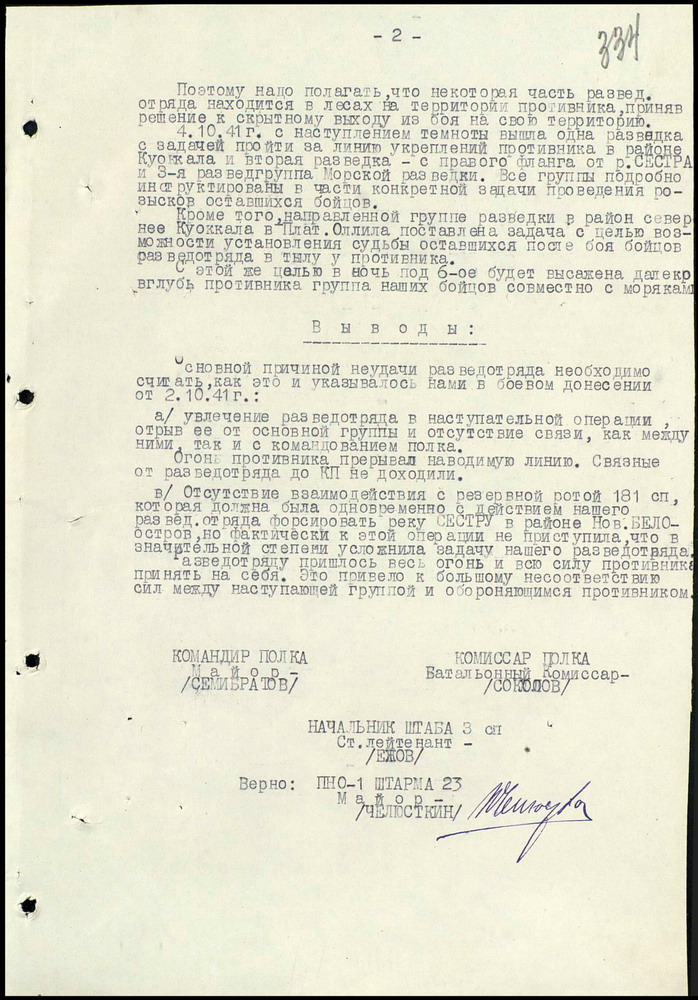 - 2 -
334
Поэтому надо полагать,что некоторая часть развед.
отряда находится в лесах на территории противника,приняв
решение к скрытному выходу из боя на свою территорию.
4.10.41г. с наступлением темноты вышла одна разведка
с задачей пройти за линию укреплений противника в районе
Куоккала и вторая разведка - с правого фланга от р.СЕСТРА
и 3-я разведгруппа Морской разведки. Все группы подробно
инструктированы в части конкретной задачи проведения ро-
зысков оставшихся бойцов.
Кроме того,направленной группе разведки в район север
нее Куоккала в Плат.Оллила поставлена задача с целью воз-
можности установления судьбы оставшихся после боя бойцов
разведотряда в тылу у противника.
С этой же целью в ночь под 6-ое будет высажена далеко
вглубь противника группа наших бойцов совместно с моряками
Выводы:
Основной причиной неудачи разведотряда необходимо
считать,как это и указывалось нами в боевом донесении
от 2.10.41г.:
а/ увлечение разведотряда в наступательной операции ,
отрыв ее от основной группы и отсутствие связи, как между
ними, так и с командованием полка.
Огонь противника прерывал наводимую линию. Связные
от разведотряда до КП не доходили.
в/ Отсутствие взаимодействия с резервной ротой 181 сп,
которая должна была одновременно с действием нашего
развед.отряда форсировать реку СЕСТРУ в районе Нов.БЕЛО-
остров,но фактически к этой операции не приступила,что в
значительной степени усложнила задачу нашего разведотряда.
Разведотряду пришлось весь огонь и всю силу противника
принять на себя. Это привело к большому несоответствию
сил между наступающей группой и обороняющимся противником.
КОМАНДИР ПОЛКА
Майор -
/СЕМИБРАТОВ/
КОМИССАР ПОЛКА
Батальонный Комиссар-
/СОКОЛОВ/
НАЧАЛЬНИК ШТАБА 3 сп
Ст.лейтенант -
/ЕЖОВ/
Верно: ПНО-1 ШТАРМА 23
Майор -
/ЧЕЛЮСТКИН/